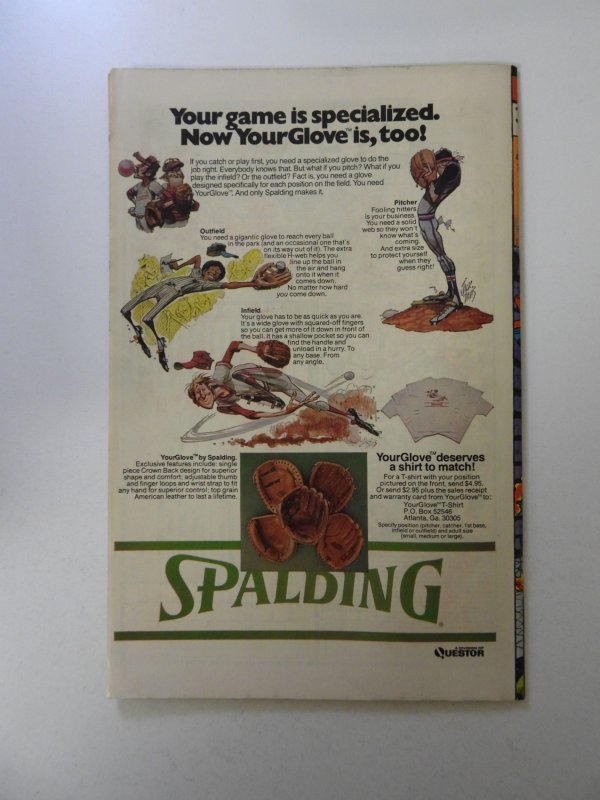 Your game is specialized.
Now YourGlove™ is, too!
If you catch or play first, you need a specialized glove to do the
job right. Everybody knows that. But what if you pitch? What if you
play the infield? Or the outfield? Fact is, you need a glove
designed specifically for each position on the field. You need
YourGlove™. And only Spalding makes it.
Pitcher
Fooling hitters
is your business.
You need a solid
web so they won't
know what's
coming.
And extra size
to protect yourself
when they
guess right!
Outfield
You need a gigantic glove to reach every ball
in the park (and an occasional one that's
on its way out of it). The extra
flexible H-web helps you
line up the ball in
the air and hang
onto it when it
comes down.
No matter how hard
you come down.
Infield
Your glove has to be as quick as you are.
It's a wide glove with squared-off fingers
so you can get more of it down in front of
the ball. It has a shallow pocket so you can
find the handle and
unload in a hurry. To
any base. From
any angle.
YourGlove™ by Spalding.
Exclusive features include: single
piece Crown Back design for superior
shape and comfort; adjustable thumb
and finger loops and wrist strap to fit
any hand for superior control; top grain
American leather to last a lifetime.
YourGlove™ deserves
a shirt to match!
For a T-shirt with your position
pictured on the front, send $4.95.
Or send $2.95 plus the sales receipt
and warranty card from YourGlove™ to:
YourGlove™ T-Shirt
P.O. Box 52546
Atlanta, Ga. 30305
Specify position (pitcher, catcher, 1st base,
infield or outfield) and adult size
(small, medium or large).
SPALDING®
A DIVISION OF
QUESTOR